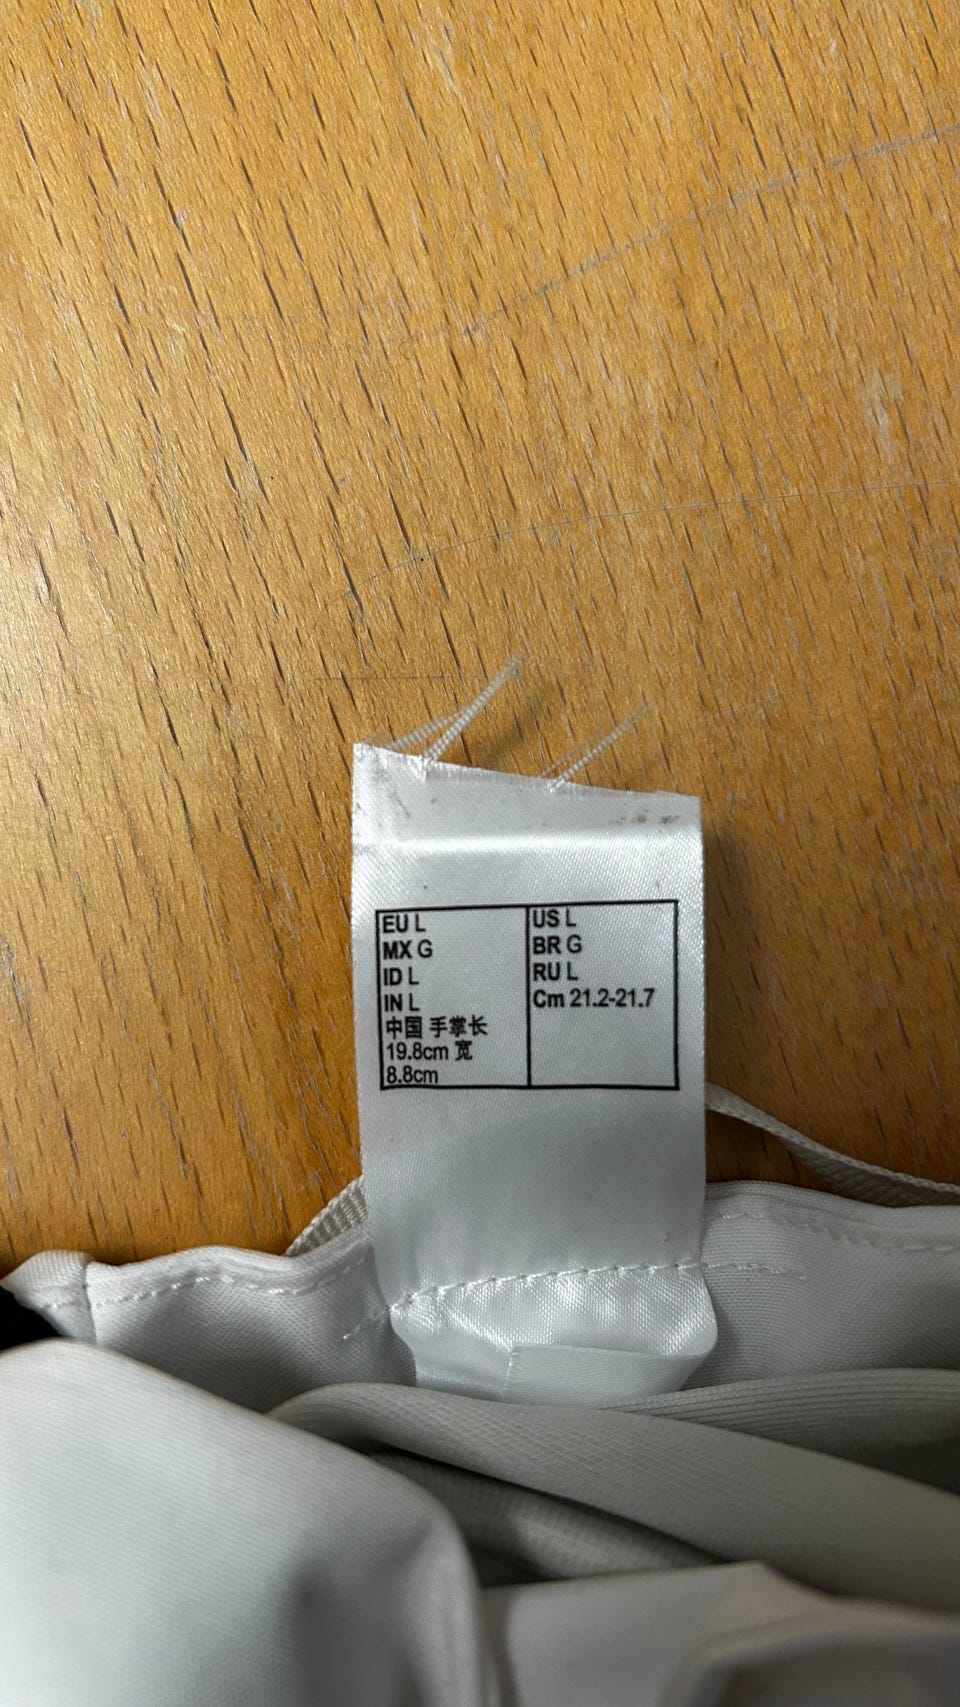 EU L
MX G
ID L
IN L
中国 手掌长
19.8cm 宽
8.8cm
US L
BR G
RU L
Cm 21.2-21.7